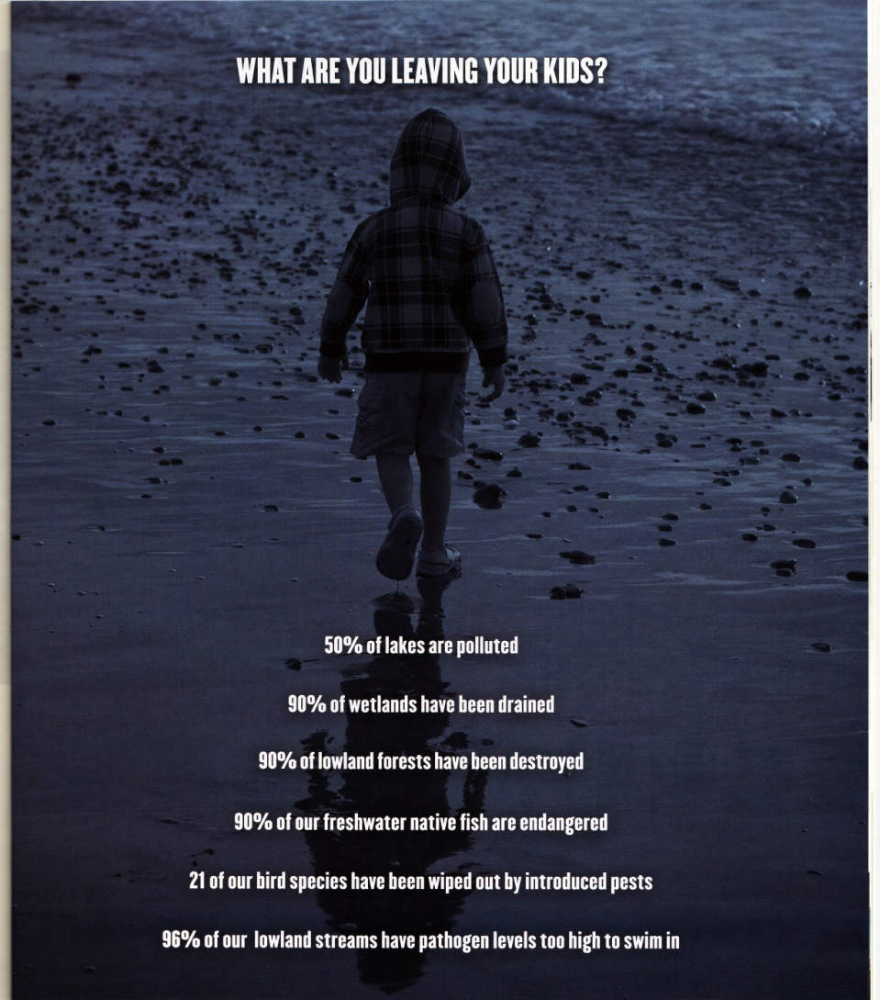 WHAT ARE YOU LEAVING YOUR KIDS?
50% of lakes are polluted
90% of wetlands have been drained
90% of lowland forests have been destroyed
90% of our freshwater native fish are endangered
21 of our bird species have been wiped out by introduced pests
96% of our lowland streams have pathogen levels too high to swim in